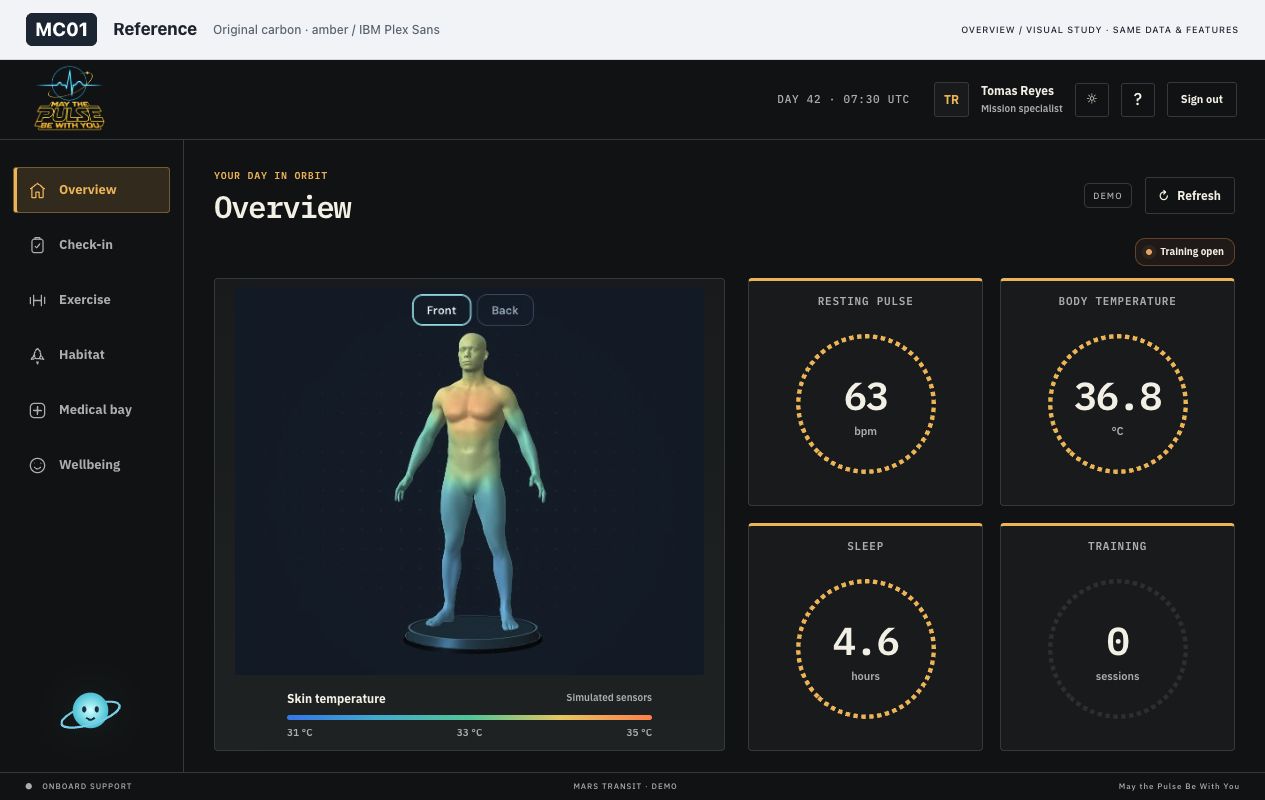 MC01 Reference Original carbon · amber / IBM Plex Sans OVERVIEW / VISUAL STUDY · SAME DATA & FEATURES
MAY THE
PULSE
BE WITH YOU
DAY 42 · 07:30 UTC
TR
Tomas Reyes
Mission specialist
?
Sign out
Overview
Check-in
Exercise
Habitat
Medical bay
Wellbeing
YOUR DAY IN ORBIT
Overview
DEMO
Refresh
Training open
Front Back
Skin temperature Simulated sensors
31 °C 33 °C 35 °C
RESTING PULSE
63
bpm
BODY TEMPERATURE
36.8
°C
SLEEP
4.6
hours
TRAINING
0
sessions
ONBOARD SUPPORT MARS TRANSIT · DEMO May the Pulse Be With You